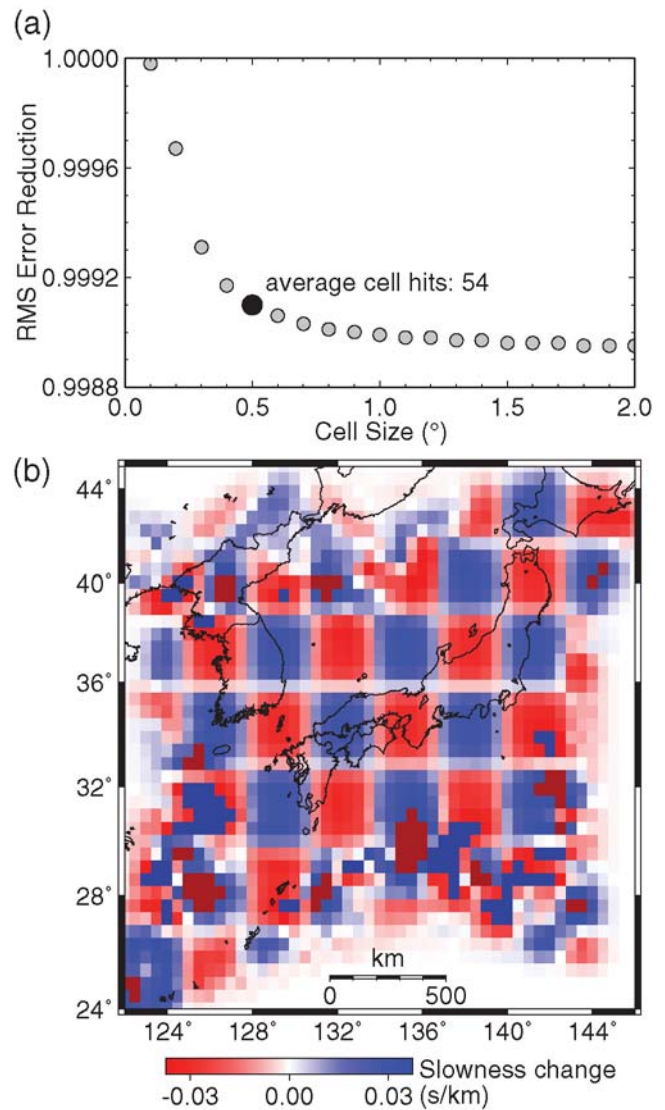 (a)
RMS Error Reduction
1.0000
0.9996
0.9992
0.9988
average cell hits: 54
0.0 0.5 1.0 1.5 2.0
Cell Size (°)
(b)
44°
40°
36°
32°
28°
24°
km
0 500
124° 128° 132° 136° 140° 144°
Slowness change
-0.03 0.00 0.03 (s/km)